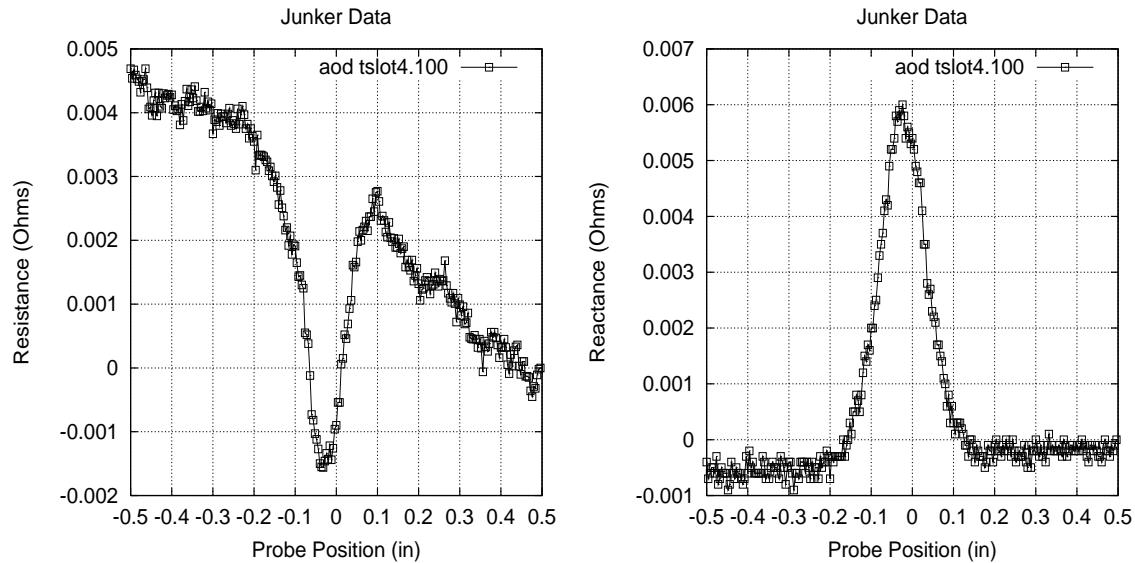 Junker Data
aod tslot4.100
0.005
0.004
0.003
0.002
0.001
0
-0.001
-0.002
-0.5 -0.4 -0.3 -0.2 -0.1 0 0.1 0.2 0.3 0.4 0.5
Resistance (Ohms)
Probe Position (in)
Junker Data
aod tslot4.100
0.007
0.006
0.005
0.004
0.003
0.002
0.001
0
-0.001
-0.5 -0.4 -0.3 -0.2 -0.1 0 0.1 0.2 0.3 0.4 0.5
Reactance (Ohms)
Probe Position (in)